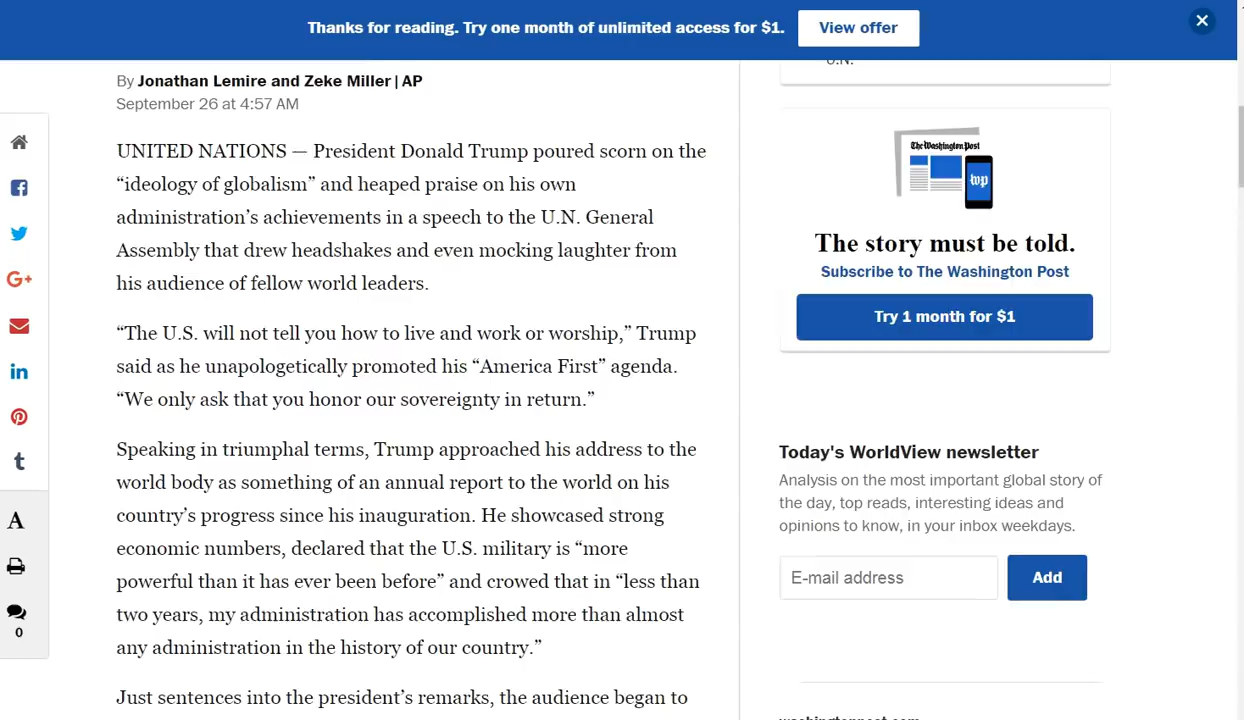 Thanks for reading. Try one month of unlimited access for $1.
View offer
By Jonathan Lemire and Zeke Miller | AP
September 26 at 4:57 AM
UNITED NATIONS — President Donald Trump poured scorn on the
“ideology of globalism” and heaped praise on his own
administration’s achievements in a speech to the U.N. General
Assembly that drew headshakes and even mocking laughter from
his audience of fellow world leaders.
“The U.S. will not tell you how to live and work or worship,” Trump
said as he unapologetically promoted his “America First” agenda.
“We only ask that you honor our sovereignty in return.”
Speaking in triumphal terms, Trump approached his address to the
world body as something of an annual report to the world on his
country’s progress since his inauguration. He showcased strong
economic numbers, declared that the U.S. military is “more
powerful than it has ever been before” and crowed that in “less than
two years, my administration has accomplished more than almost
any administration in the history of our country.”
Just sentences into the president’s remarks, the audience began to
G+
in
t
A
0
U.N.
The Washington Post
wp
The story must be told.
Subscribe to The Washington Post
Try 1 month for $1
Today's WorldView newsletter
Analysis on the most important global story of
the day, top reads, interesting ideas and
opinions to know, in your inbox weekdays.
E-mail address
Add
washingtonpost.com